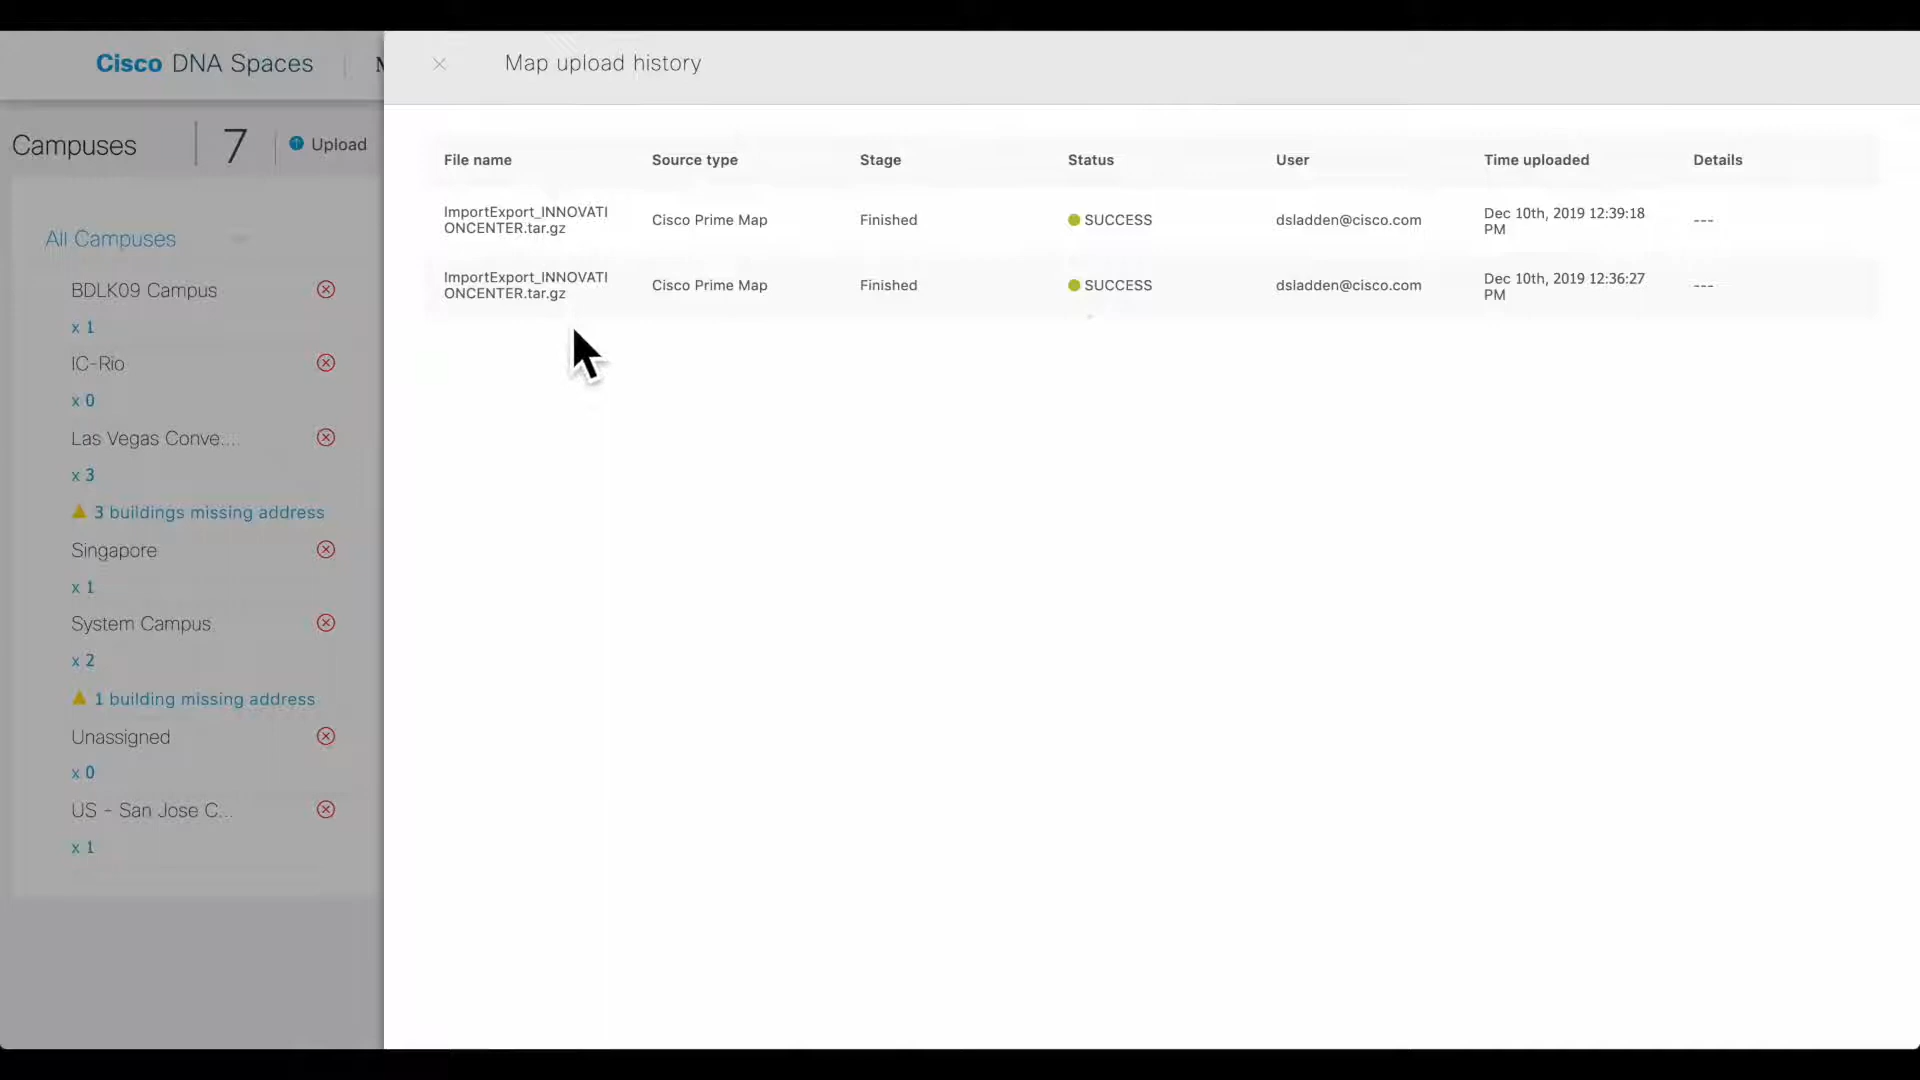 Cisco DNA Spaces
Campuses 7 Upload
All Campuses
BDLK09 Campus
x 1
IC-Rio
x 0
Las Vegas Conve....
x 3
3 buildings missing address
Singapore
x 1
System Campus
x 2
1 building missing address
Unassigned
x 0
US - San Jose C...
x 1
Map upload history
File name Source type Stage Status User Time uploaded Details
ImportExport_INNOVATI
ONCENTER.tar.gz
Cisco Prime Map Finished SUCCESS dsladden@cisco.com
Dec 10th, 2019 12:39:18
PM
---
ImportExport_INNOVATI
ONCENTER.tar.gz
Cisco Prime Map Finished SUCCESS dsladden@cisco.com
Dec 10th, 2019 12:36:27
PM
---